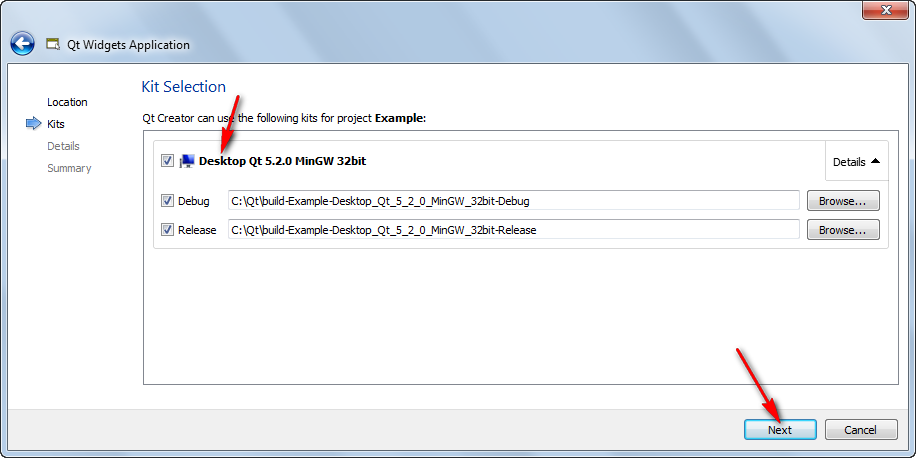 Qt Widgets Application
Location
Kits
Details
Summary
Kit Selection
Qt Creator can use the following kits for project Example:
Desktop Qt 5.2.0 MinGW 32bit
Details
Debug C:\Qt\build-Example-Desktop_Qt_5_2_0_MinGW_32bit-Debug Browse...
Release C:\Qt\build-Example-Desktop_Qt_5_2_0_MinGW_32bit-Release Browse...
Next Cancel